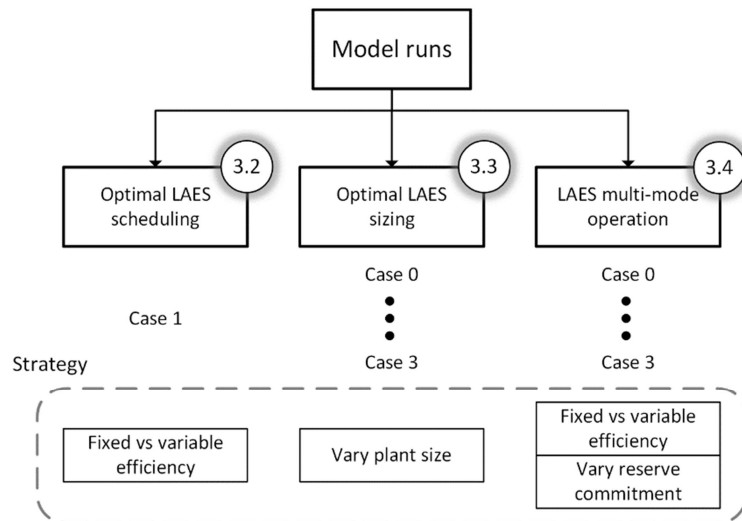 Model runs
3.2
Optimal LAES
scheduling
3.3
Optimal LAES
sizing
3.4
LAES multi-mode
operation
Case 1
Case 0
Case 3
Case 0
Case 3
Strategy
Fixed vs variable
efficiency
Vary plant size
Fixed vs variable
efficiency
Vary reserve
commitment